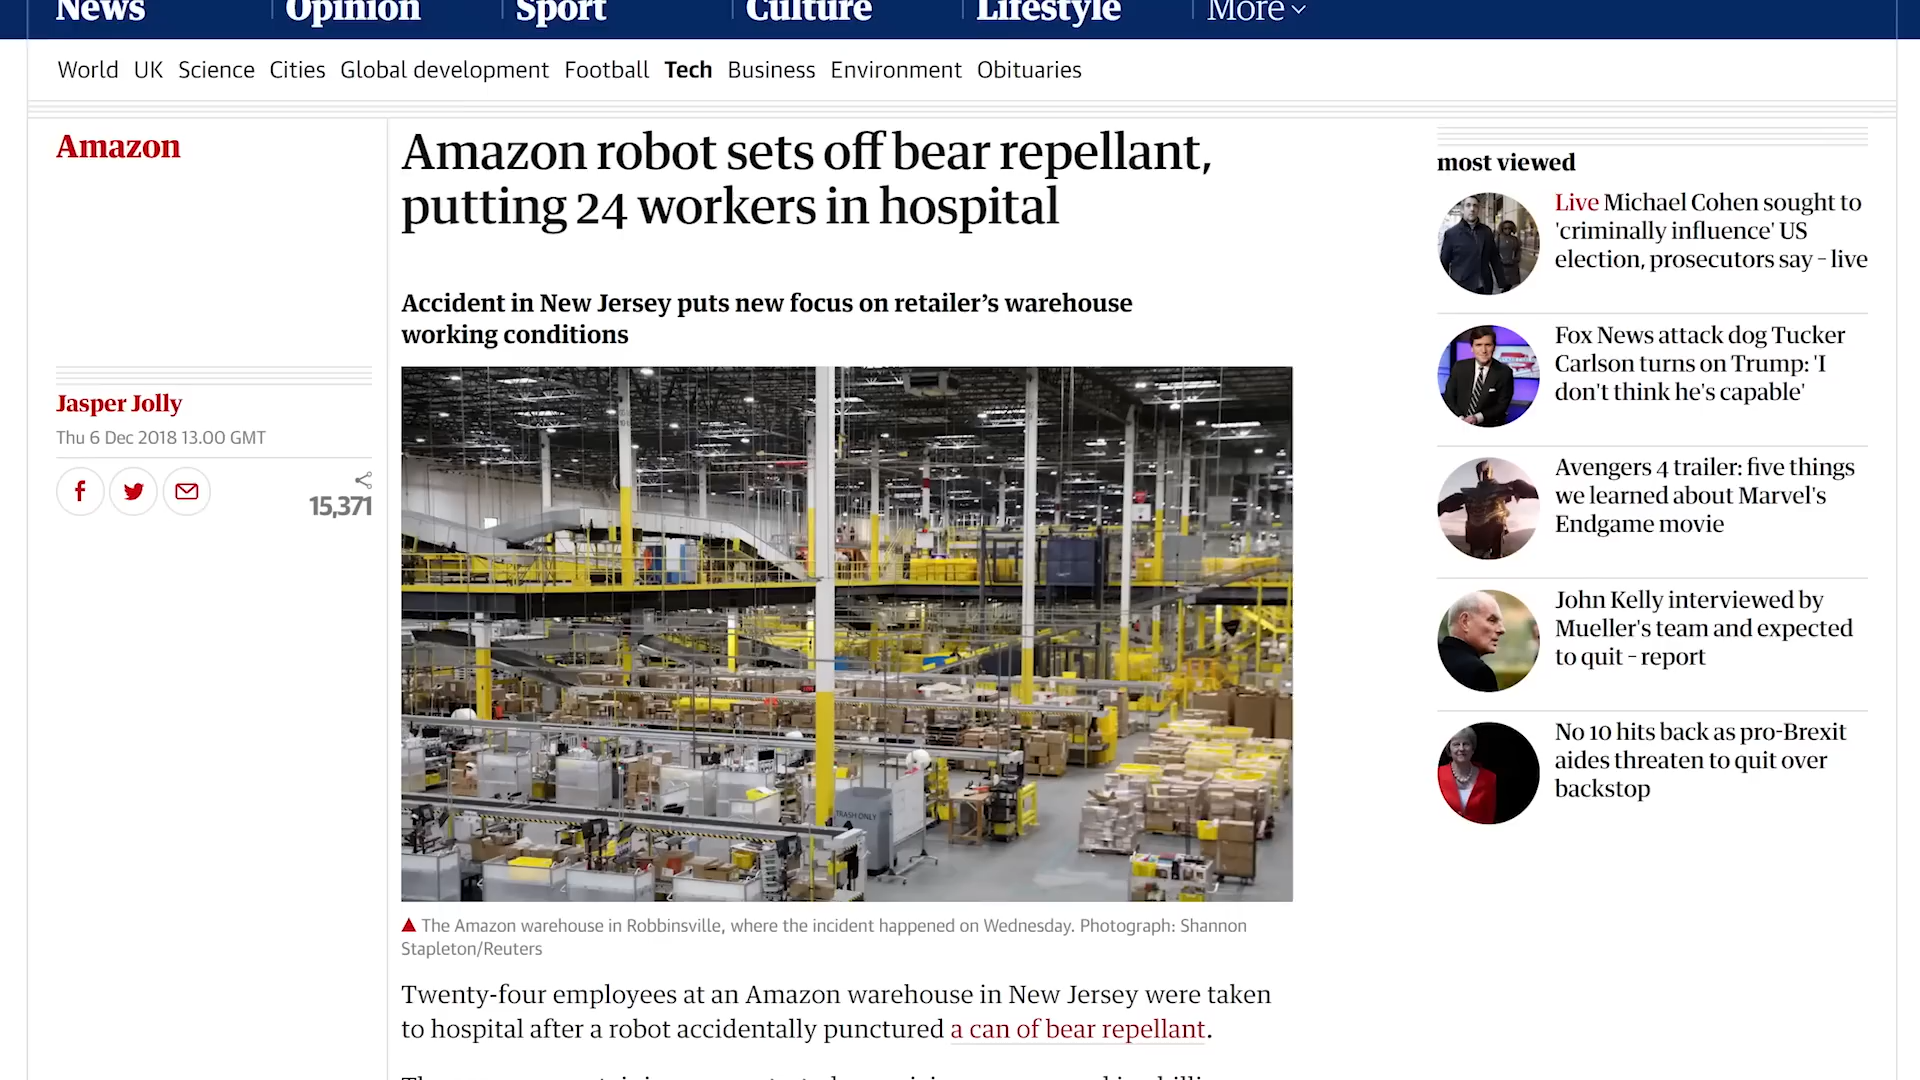 News
Opinion
Sport
Culture
Lifestyle
More
World UK Science Cities Global development Football Tech Business Environment Obituaries
Amazon
Amazon robot sets off bear repellant,
putting 24 workers in hospital
Accident in New Jersey puts new focus on retailer's warehouse
working conditions
Jasper Jolly
Thu 6 Dec 2018 13.00 GMT
15,371
TRASH ONLY
The Amazon warehouse in Robbinsville, where the incident happened on Wednesday. Photograph: Shannon
Stapleton/Reuters
Twenty-four employees at an Amazon warehouse in New Jersey were taken
to hospital after a robot accidentally punctured a can of bear repellant.
most viewed
Live Michael Cohen sought to
'criminally influence' US
election, prosecutors say – live
Fox News attack dog Tucker
Carlson turns on Trump: 'I
don't think he's capable'
Avengers 4 trailer: five things
we learned about Marvel's
Endgame movie
John Kelly interviewed by
Mueller's team and expected
to quit – report
No 10 hits back as pro-Brexit
aides threaten to quit over
backstop